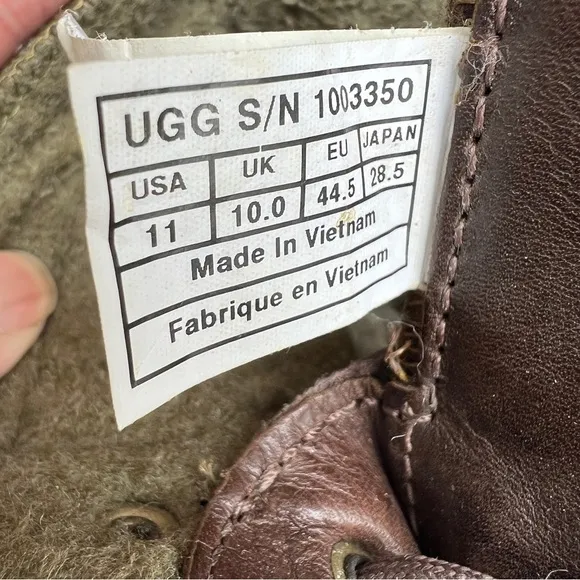 UGG S/N 1003350
USA UK EU JAPAN
11 10.0 44.5 28.5
Made In Vietnam
Fabrique en Vietnam